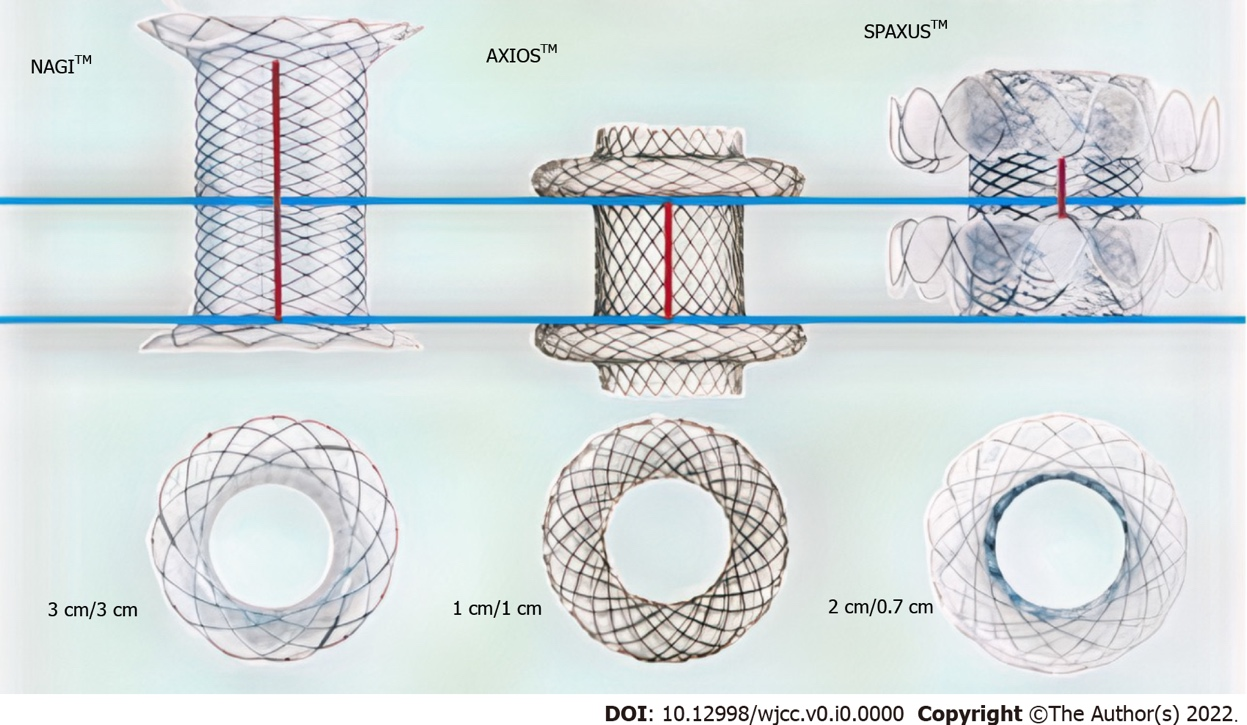 NAGI™
AXIOS™
SPAXUS™
3 cm/3 cm
1 cm/1 cm
2 cm/0.7 cm
DOI: 10.12998/wjcc.v0.i0.0000 Copyright ©The Author(s) 2022.